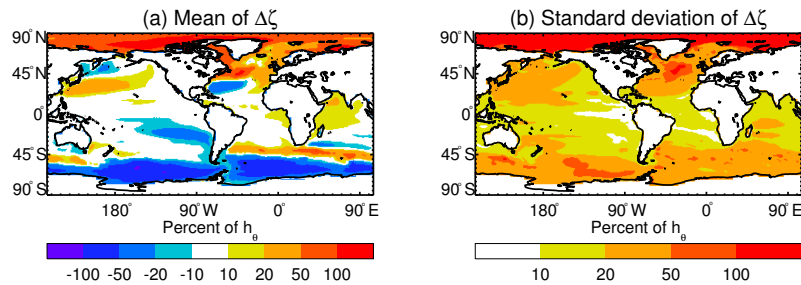 (a) Mean of Δζ
90° N
45° N
0°
45° S
90° S
180° 90° W 0° 90° E
Percent of h_θ
-100 -50 -20 -10 10 20 50 100
(b) Standard deviation of Δζ
90° N
45° N
0°
45° S
90° S
180° 90° W 0° 90° E
Percent of h_θ
10 20 50 100